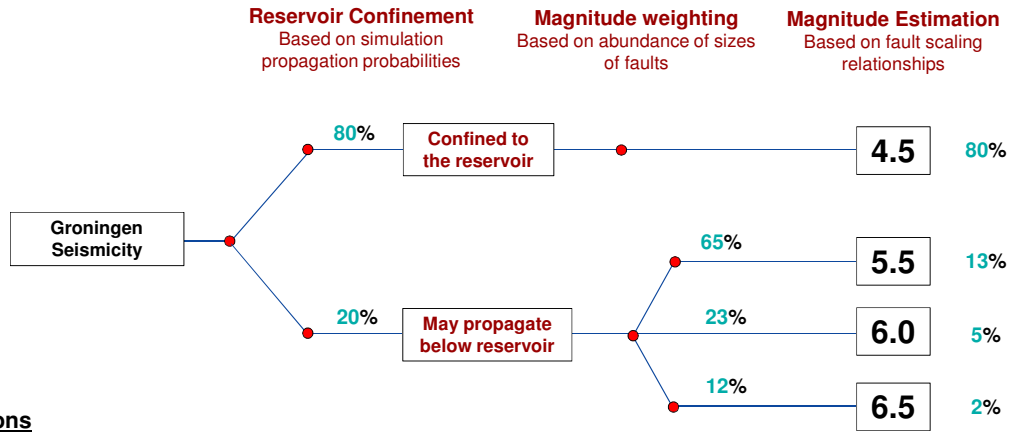 Reservoir Confinement
Based on simulation
propagation probabilities
Magnitude weighting
Based on abundance of sizes
of faults
Magnitude Estimation
Based on fault scaling
relationships
80%
Confined to
the reservoir
4.5
80%
Groningen
Seismicity
65%
5.5
13%
20%
May propagate
below reservoir
23%
6.0
5%
12%
6.5
2%
ons